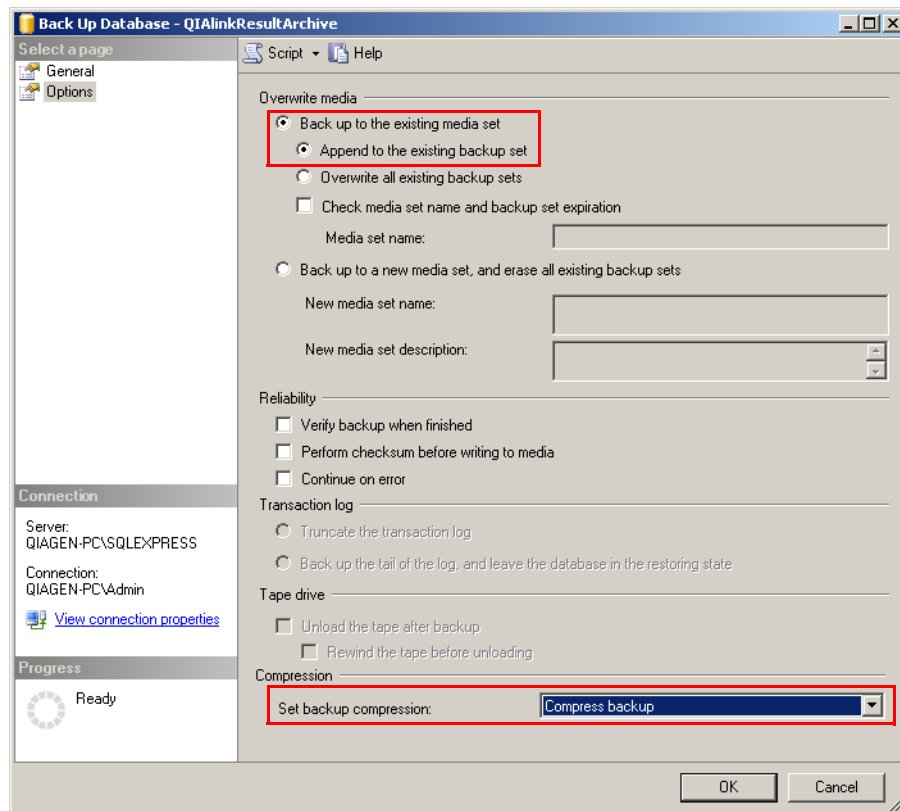 Back Up Database - QIAlinkResultArchive
Select a page
General
Options
Script
Help
Overwrite media
Back up to the existing media set
Append to the existing backup set
Overwrite all existing backup sets
Check media set name and backup set expiration
Media set name:
Back up to a new media set, and erase all existing backup sets
New media set name:
New media set description:
Reliability
Verify backup when finished
Perform checksum before writing to media
Continue on error
Transaction log
Truncate the transaction log
Back up the tail of the log, and leave the database in the restoring state
Tape drive
Unload the tape after backup
Rewind the tape before unloading
Compression
Set backup compression:
Compress backup
Connection
Server:
QIAGEN-PC\SQLEXPRESS
Connection:
QIAGEN-PC\Admin
View connection properties
Progress
Ready
OK
Cancel